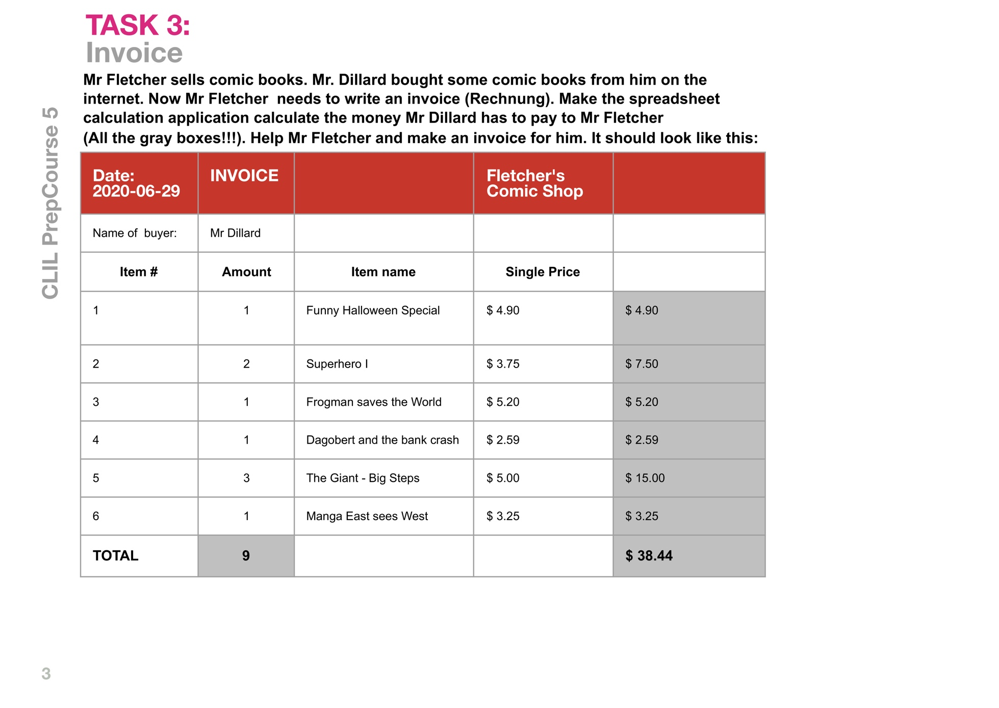 TASK 3:
Invoice
Mr Fletcher sells comic books. Mr. Dillard bought some comic books from him on the
internet. Now Mr Fletcher  needs to write an invoice (Rechnung). Make the spreadsheet
calculation application calculate the money Mr Dillard has to pay to Mr Fletcher
(All the gray boxes!!!). Help Mr Fletcher and make an invoice for him. It should look like this:
CLIL PrepCourse 5
Date: INVOICE Fletcher's
2020-06-29 Comic Shop
Name of  buyer: Mr Dillard
Item # Amount Item name Single Price
1 1 Funny Halloween Special $ 4.90 $ 4.90
2 2 Superhero I $ 3.75 $ 7.50
3 1 Frogman saves the World $ 5.20 $ 5.20
4 1 Dagobert and the bank crash $ 2.59 $ 2.59
5 3 The Giant - Big Steps $ 5.00 $ 15.00
6 1 Manga East sees West $ 3.25 $ 3.25
TOTAL 9 $ 38.44
3